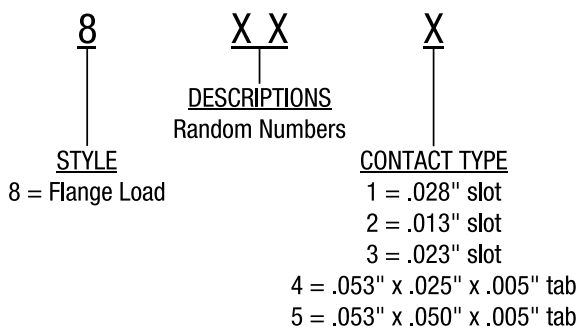 8 X X X
DESCRIPTIONS
Random Numbers
STYLE
8 = Flange Load
CONTACT TYPE
1 = .028" slot
2 = .013" slot
3 = .023" slot
4 = .053" x .025" x .005" tab
5 = .053" x .050" x .005" tab